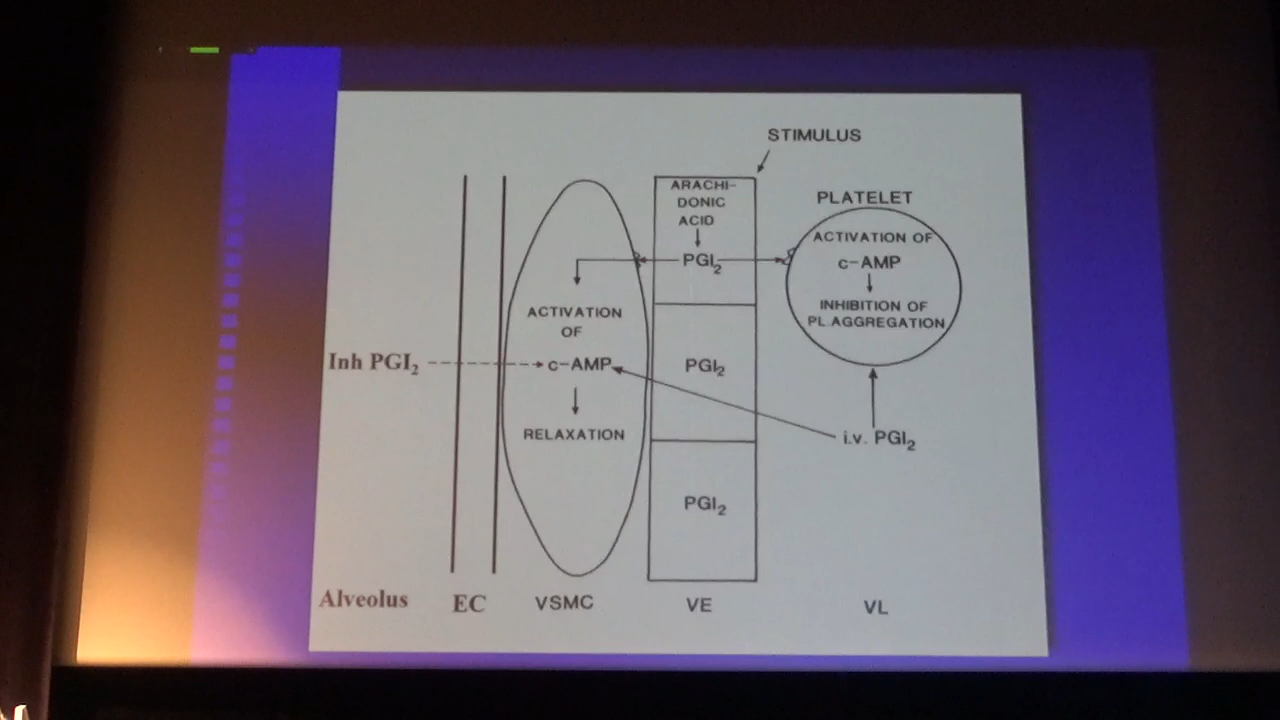 STIMULUS
ARACHI-
DONIC
ACID
PGI₂
PLATELET
ACTIVATION OF
c-AMP
INHIBITION OF
PL.AGGREGATION
ACTIVATION
OF
c-AMP
RELAXATION
Inh PGI₂
PGI₂
i.v. PGI₂
PGI₂
Alveolus
EC
VSMC
VE
VL